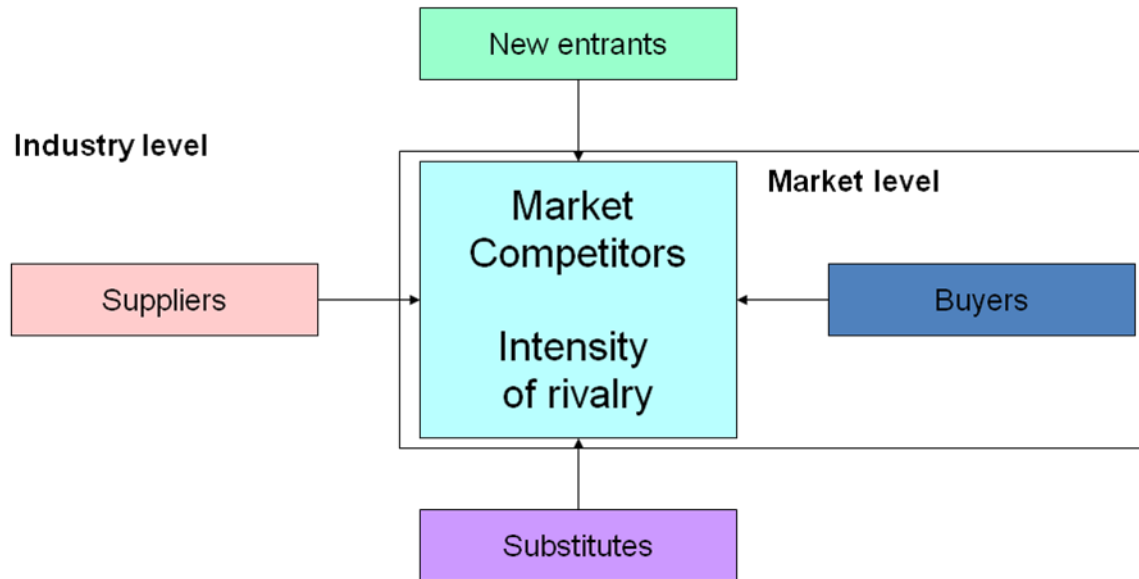 New entrants
Industry level
Market level
Market
Competitors
Intensity
of rivalry
Suppliers
Buyers
Substitutes